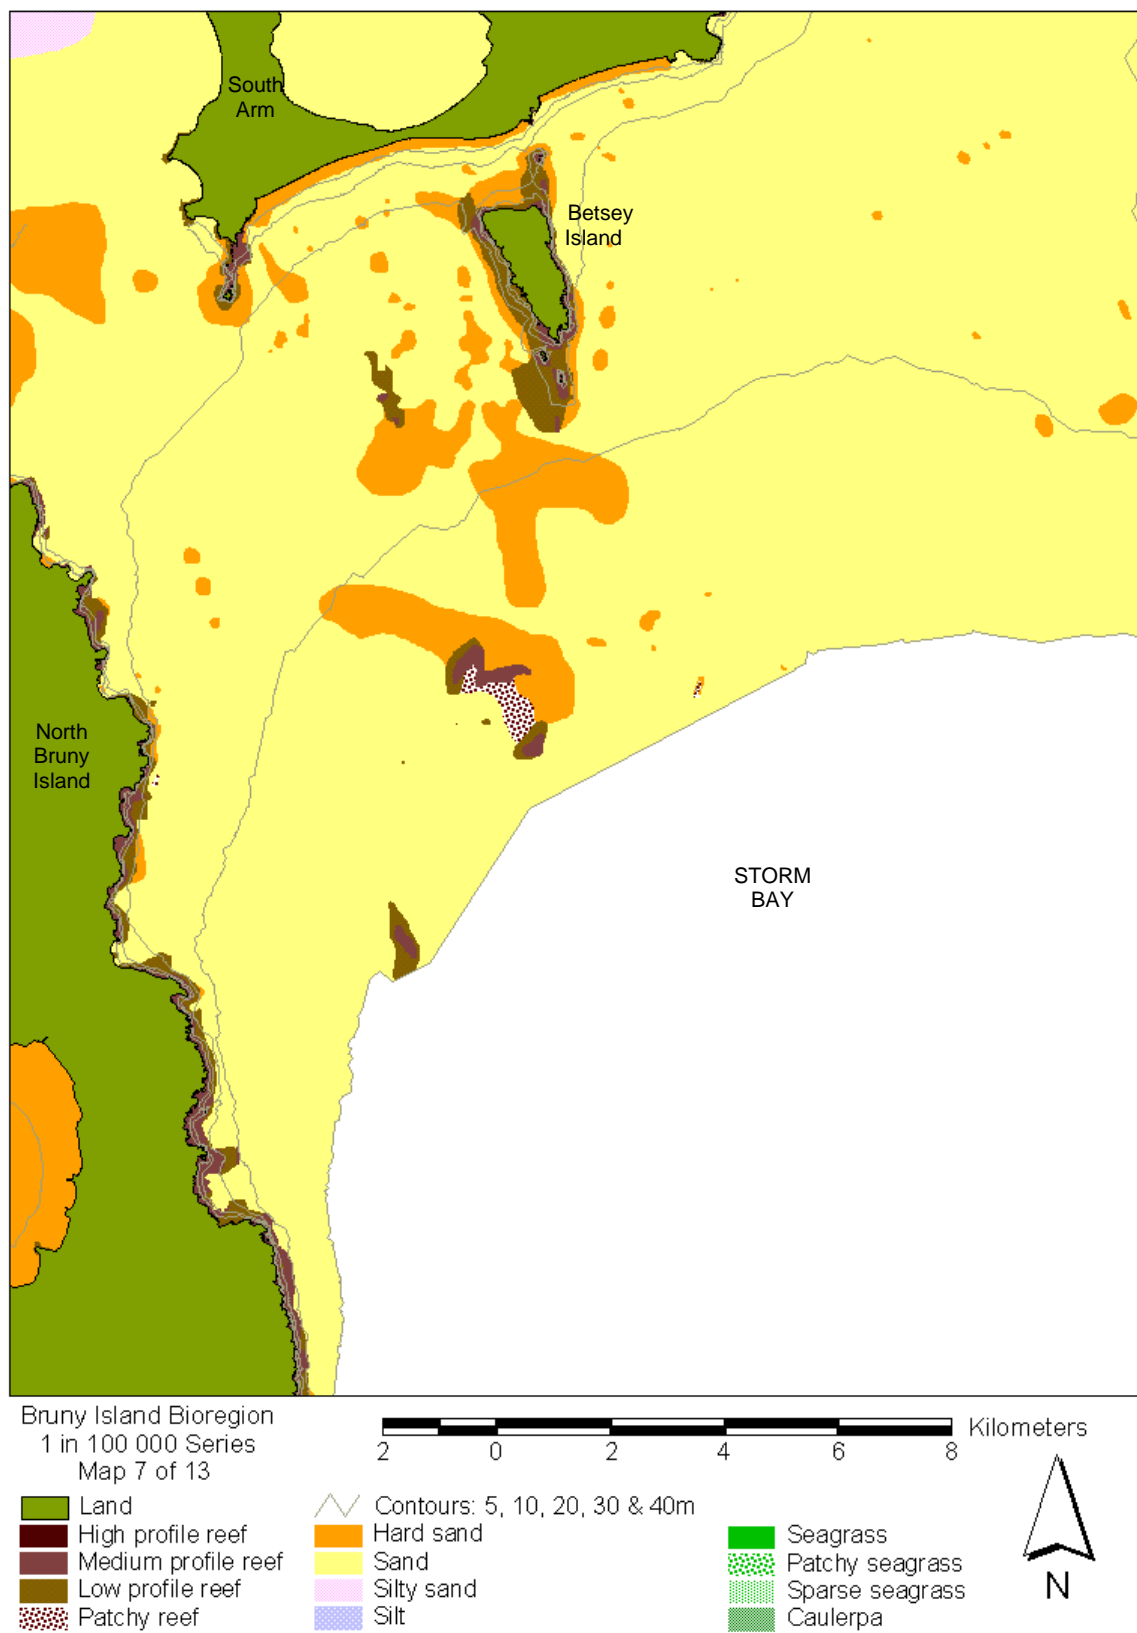 South
Arm
Betsey
Island
North
Bruny
Island
STORM
BAY
Bruny Island Bioregion
1 in 100 000 Series
Map 7 of 13
2 0 2 4 6 8 Kilometers
Land
High profile reef
Medium profile reef
Low profile reef
Patchy reef
Contours: 5, 10, 20, 30 & 40m
Hard sand
Sand
Silty sand
Silt
Seagrass
Patchy seagrass
Sparse seagrass
Caulerpa
N